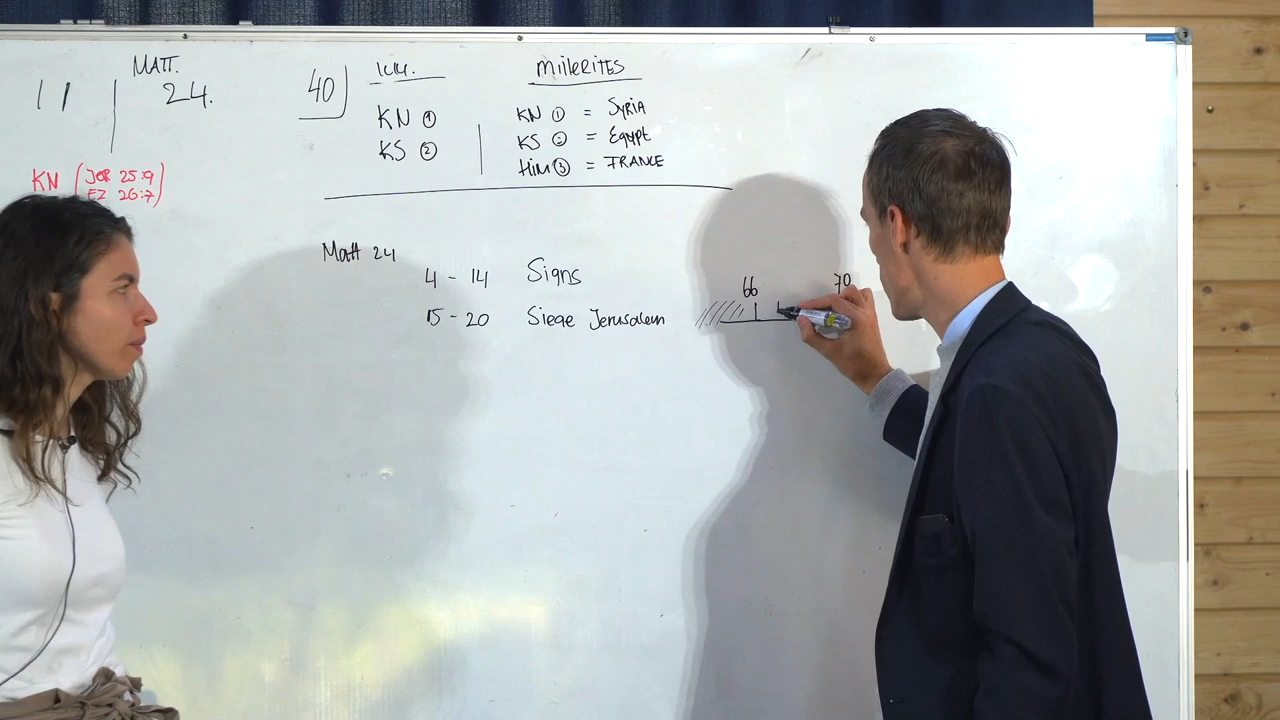 11 | MATT. 24.
KN (JER 25:9
EZ 26:7)
40)
KN ①
KS ②
MillERITES
KN ① = Syria
KS ② = Egypt
Him ③ = FRANCE
Matt 24
4 - 14 Signs
15 - 20 Siege Jerusalem
66 70